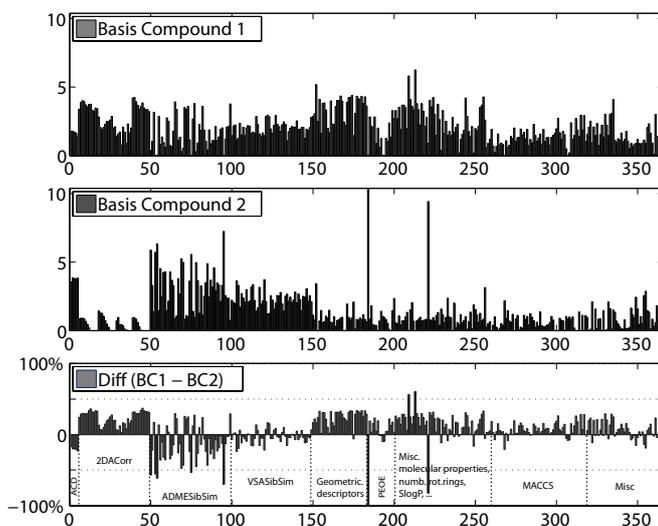 10
Basis Compound 1
5
0
0 50 100 150 200 250 300 350
10
Basis Compound 2
5
0
0 50 100 150 200 250 300 350
100%
Diff (BC1 − BC2)
0
−100%
ACD
2DACorr
ADMESibSim
VSASibSim
Geometric.
descriptors
PEOE
Misc.
molecular properties,
numb.rot.rings,
SlogP, ...
MACCS
Misc
0 50 100 150 200 250 300 350